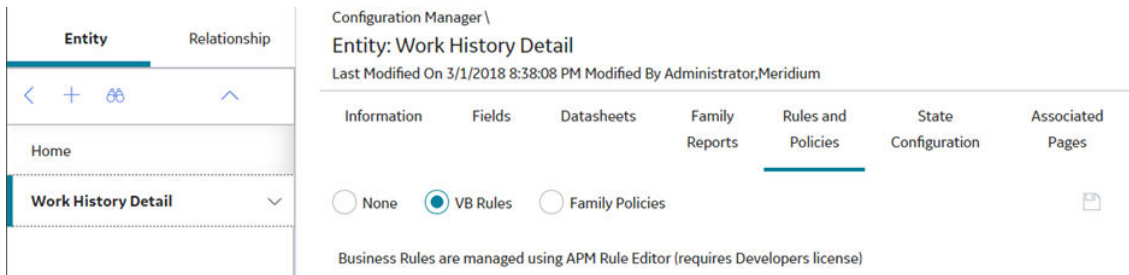 Entity Relationship
Home
Work History Detail
Configuration Manager\
Entity: Work History Detail
Last Modified On 3/1/2018 8:38:08 PM Modified By Administrator,Meridium
Information Fields Datasheets Family Reports Rules and Policies State Configuration Associated Pages
None VB Rules Family Policies
Business Rules are managed using APM Rule Editor (requires Developers license)